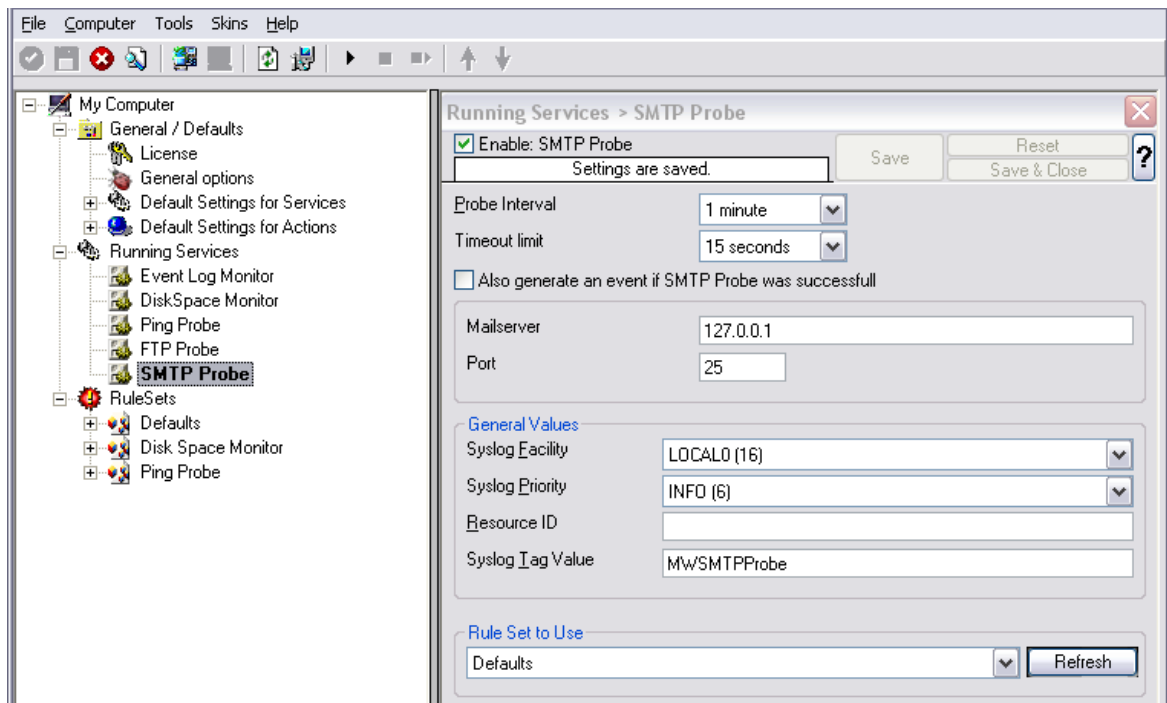 File Computer Tools Skins Help
My Computer
General / Defaults
License
General options
Default Settings for Services
Default Settings for Actions
Running Services
Event Log Monitor
DiskSpace Monitor
Ping Probe
FTP Probe
SMTP Probe
RuleSets
Defaults
Disk Space Monitor
Ping Probe
Running Services > SMTP Probe
Enable: SMTP Probe
Settings are saved.
Save
Reset
Save & Close
?
Probe Interval
1 minute
Timeout limit
15 seconds
Also generate an event if SMTP Probe was successfull
Mailserver
127.0.0.1
Port
25
General Values
Syslog Facility
LOCAL0 (16)
Syslog Priority
INFO (6)
Resource ID
Syslog Tag Value
MWSMTPProbe
Rule Set to Use
Defaults
Refresh